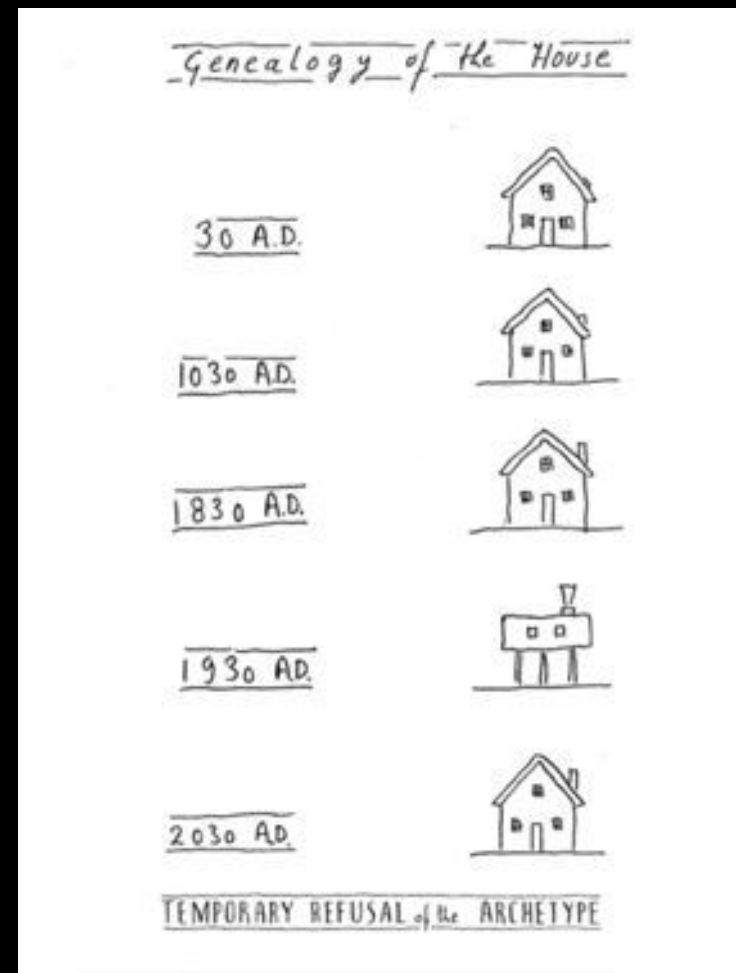 Genealogy of the House
30 A.D.
1030 A.D.
1830 A.D.
1930 A.D.
2030 A.D.
TEMPORARY REFUSAL of the ARCHETYPE